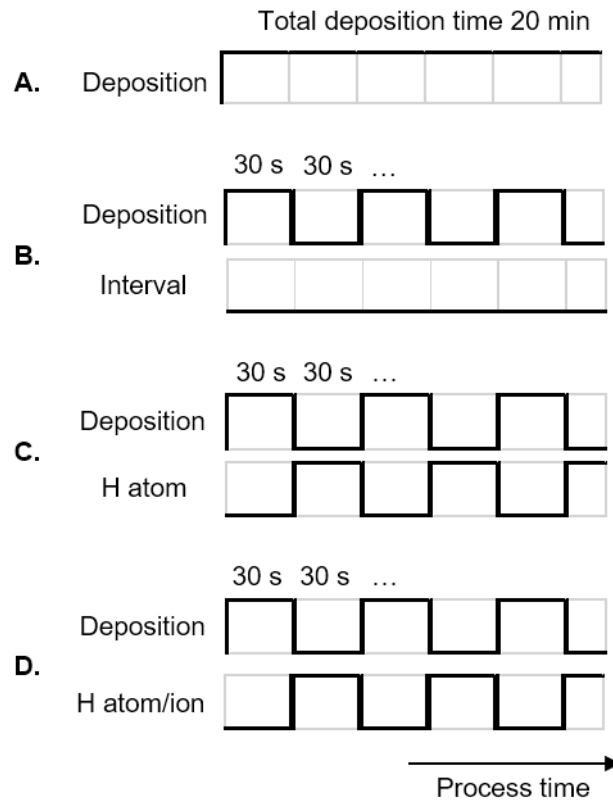 Total deposition time 20 min
A. Deposition
30 s 30 s …
Deposition
B.
Interval
30 s 30 s …
Deposition
C.
H atom
30 s 30 s …
Deposition
D.
H atom/ion
Process time